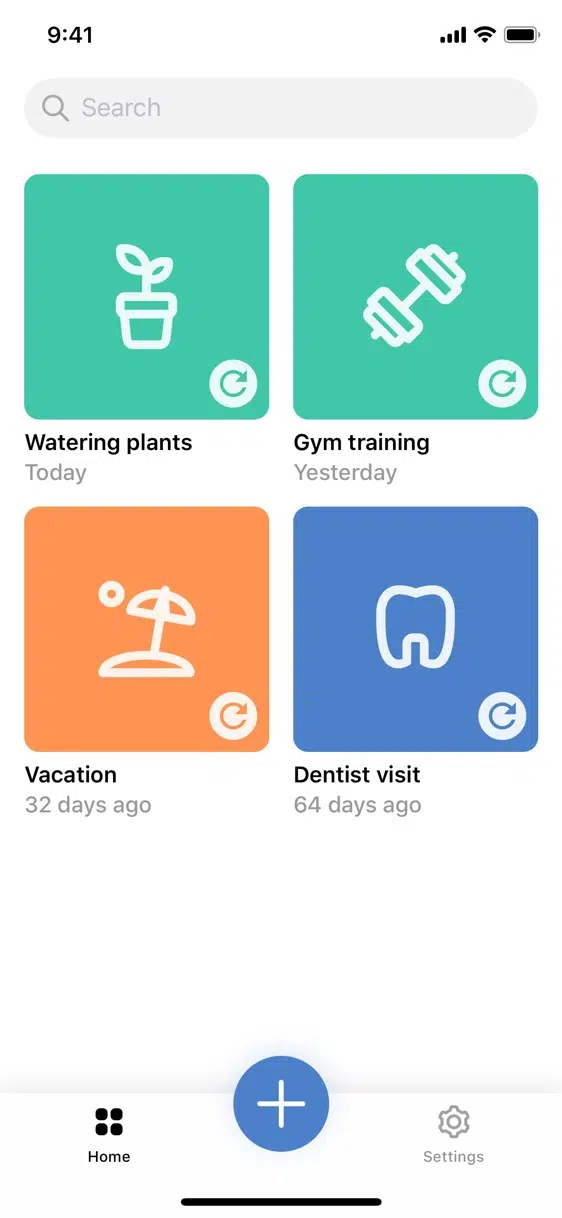 9:41
Search
Watering plants
Today
Gym training
Yesterday
Vacation
32 days ago
Dentist visit
64 days ago
Home
Settings